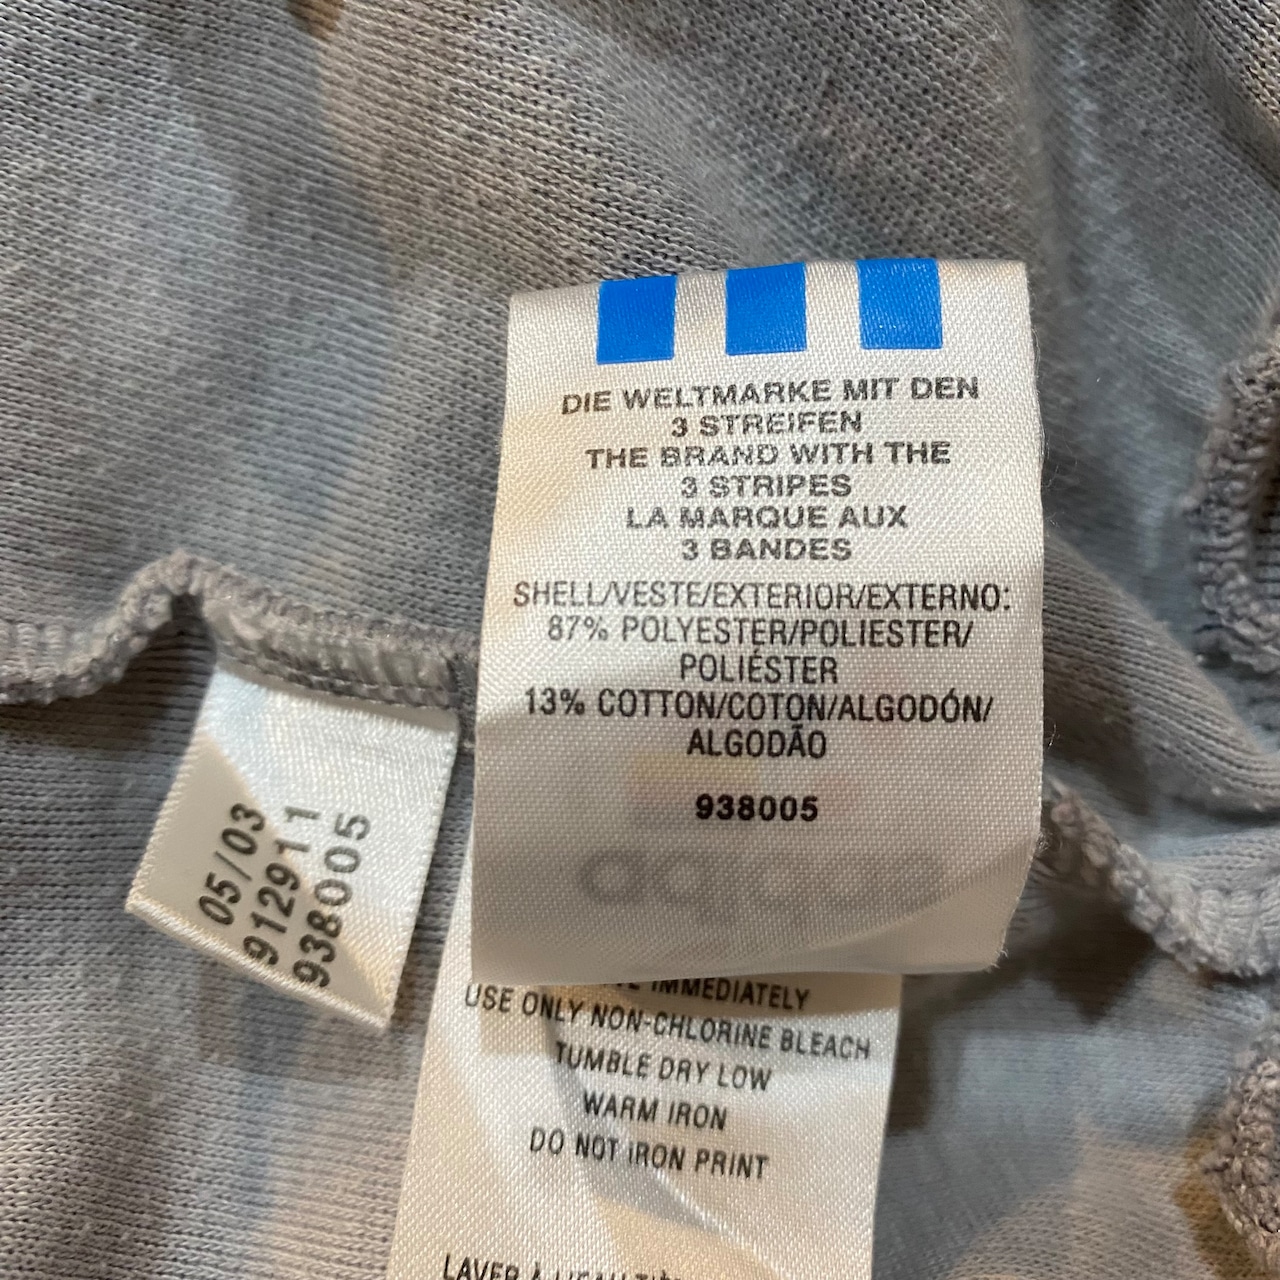 DIE WELTMARKE MIT DEN
3 STREIFEN
THE BRAND WITH THE
3 STRIPES
LA MARQUE AUX
3 BANDES
SHELL/VESTE/EXTERIOR/EXTERNO:
87% POLYESTER/POLIESTER/
POLIÉSTER
13% COTTON/COTON/ALGODÓN/
ALGODÃO
938005
05/03
912911
938005
IMMEDIATELY
USE ONLY NON-CHLORINE BLEACH
TUMBLE DRY LOW
WARM IRON
DO NOT IRON PRINT
LAVER À L'EAU